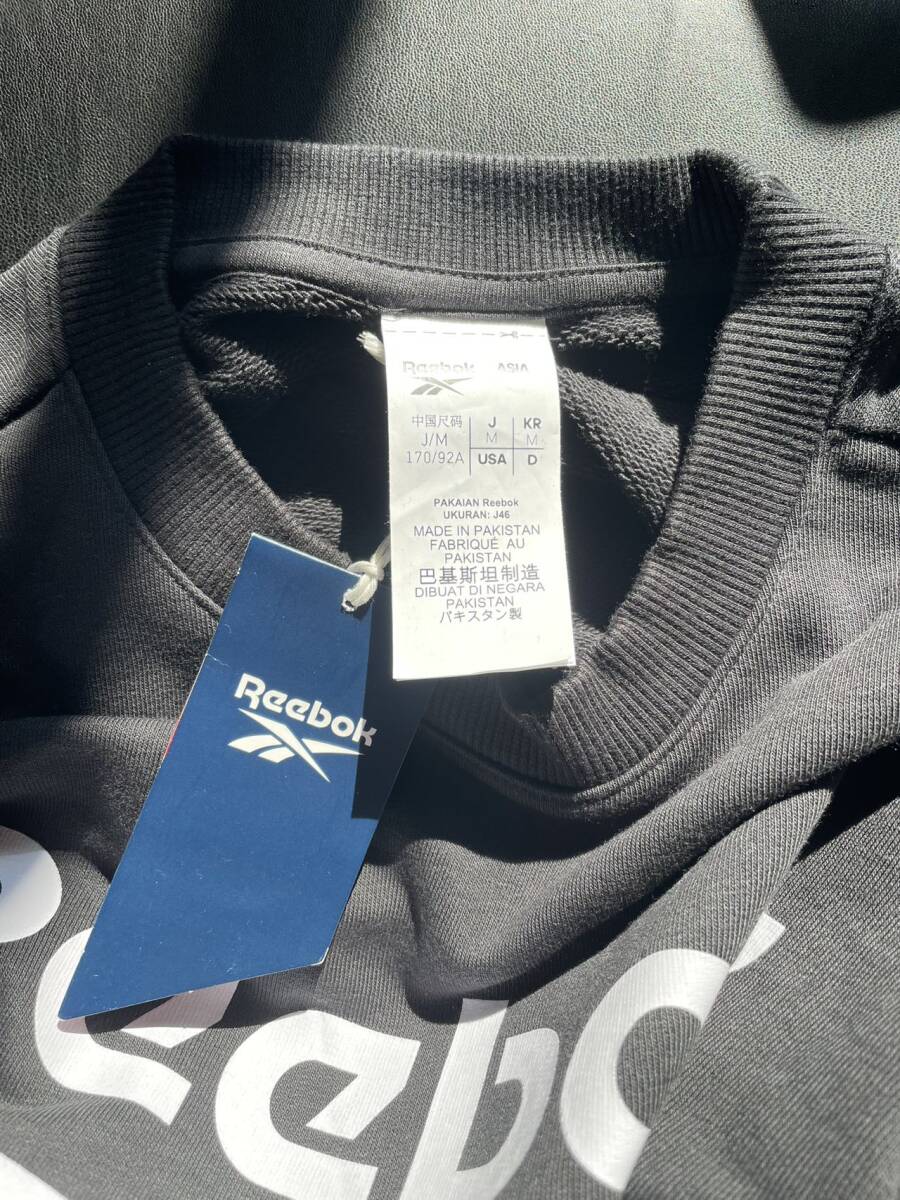 Reebok ASIA
中国尺码 J KR
J/M M M
170/92A USA D
PAKAIAN Reebok
UKURAN: J46
MADE IN PAKISTAN
FABRIQUÉ AU
PAKISTAN
巴基斯坦制造
DIBUAT DI NEGARA
PAKISTAN
パキスタン製
Reebok
Reebo